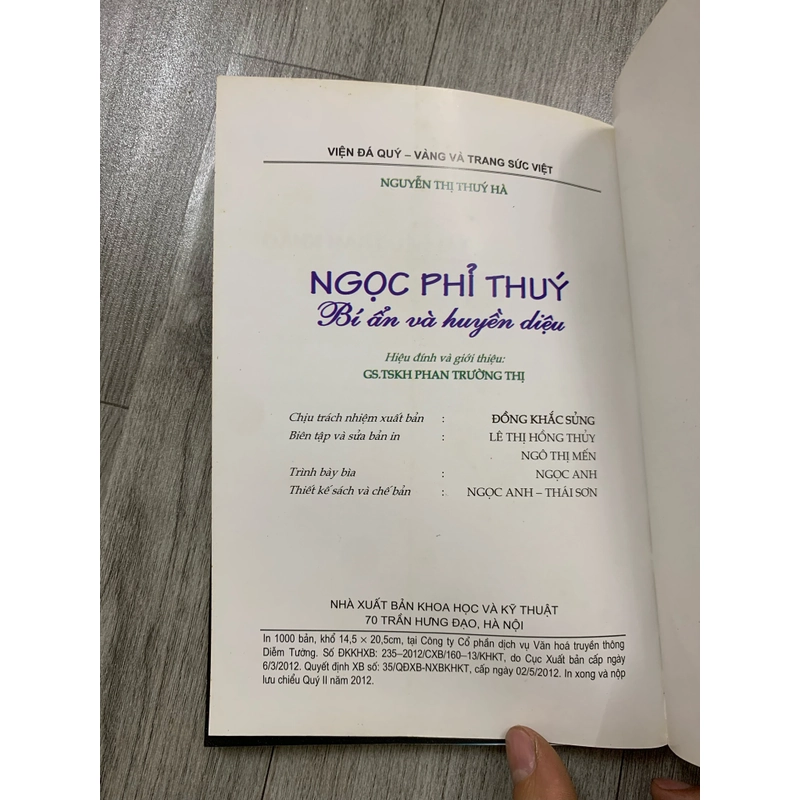 VIỆN ĐÁ QUÝ – VÀNG VÀ TRANG SỨC VIỆT
NGUYỄN THỊ THUÝ HÀ
NGỌC PHỈ THUÝ
Bí ẩn và huyền diệu
Hiệu đính và giới thiệu:
GS.TSKH PHAN TRƯỜNG THỊ
Chịu trách nhiệm xuất bản : ĐỒNG KHẮC SỦNG
Biên tập và sửa bản in : LÊ THỊ HỒNG THỦY
NGÔ THỊ MẾN
Trình bày bìa : NGỌC ANH
Thiết kế sách và chế bản : NGỌC ANH – THÁI SƠN
NHÀ XUẤT BẢN KHOA HỌC VÀ KỸ THUẬT
70 TRẦN HƯNG ĐẠO, HÀ NỘI
In 1000 bản, khổ 14,5 × 20,5cm, tại Công ty Cổ phần dịch vụ Văn hoá truyền thông
Diễm Tường. Số ĐKKHXB: 235–2012/CXB/160–13/KHKT, do Cục Xuất bản cấp ngày
6/3/2012. Quyết định XB số: 35/QĐXB-NXBKHKT, cấp ngày 02/5/2012. In xong và nộp
lưu chiểu Quý II năm 2012.